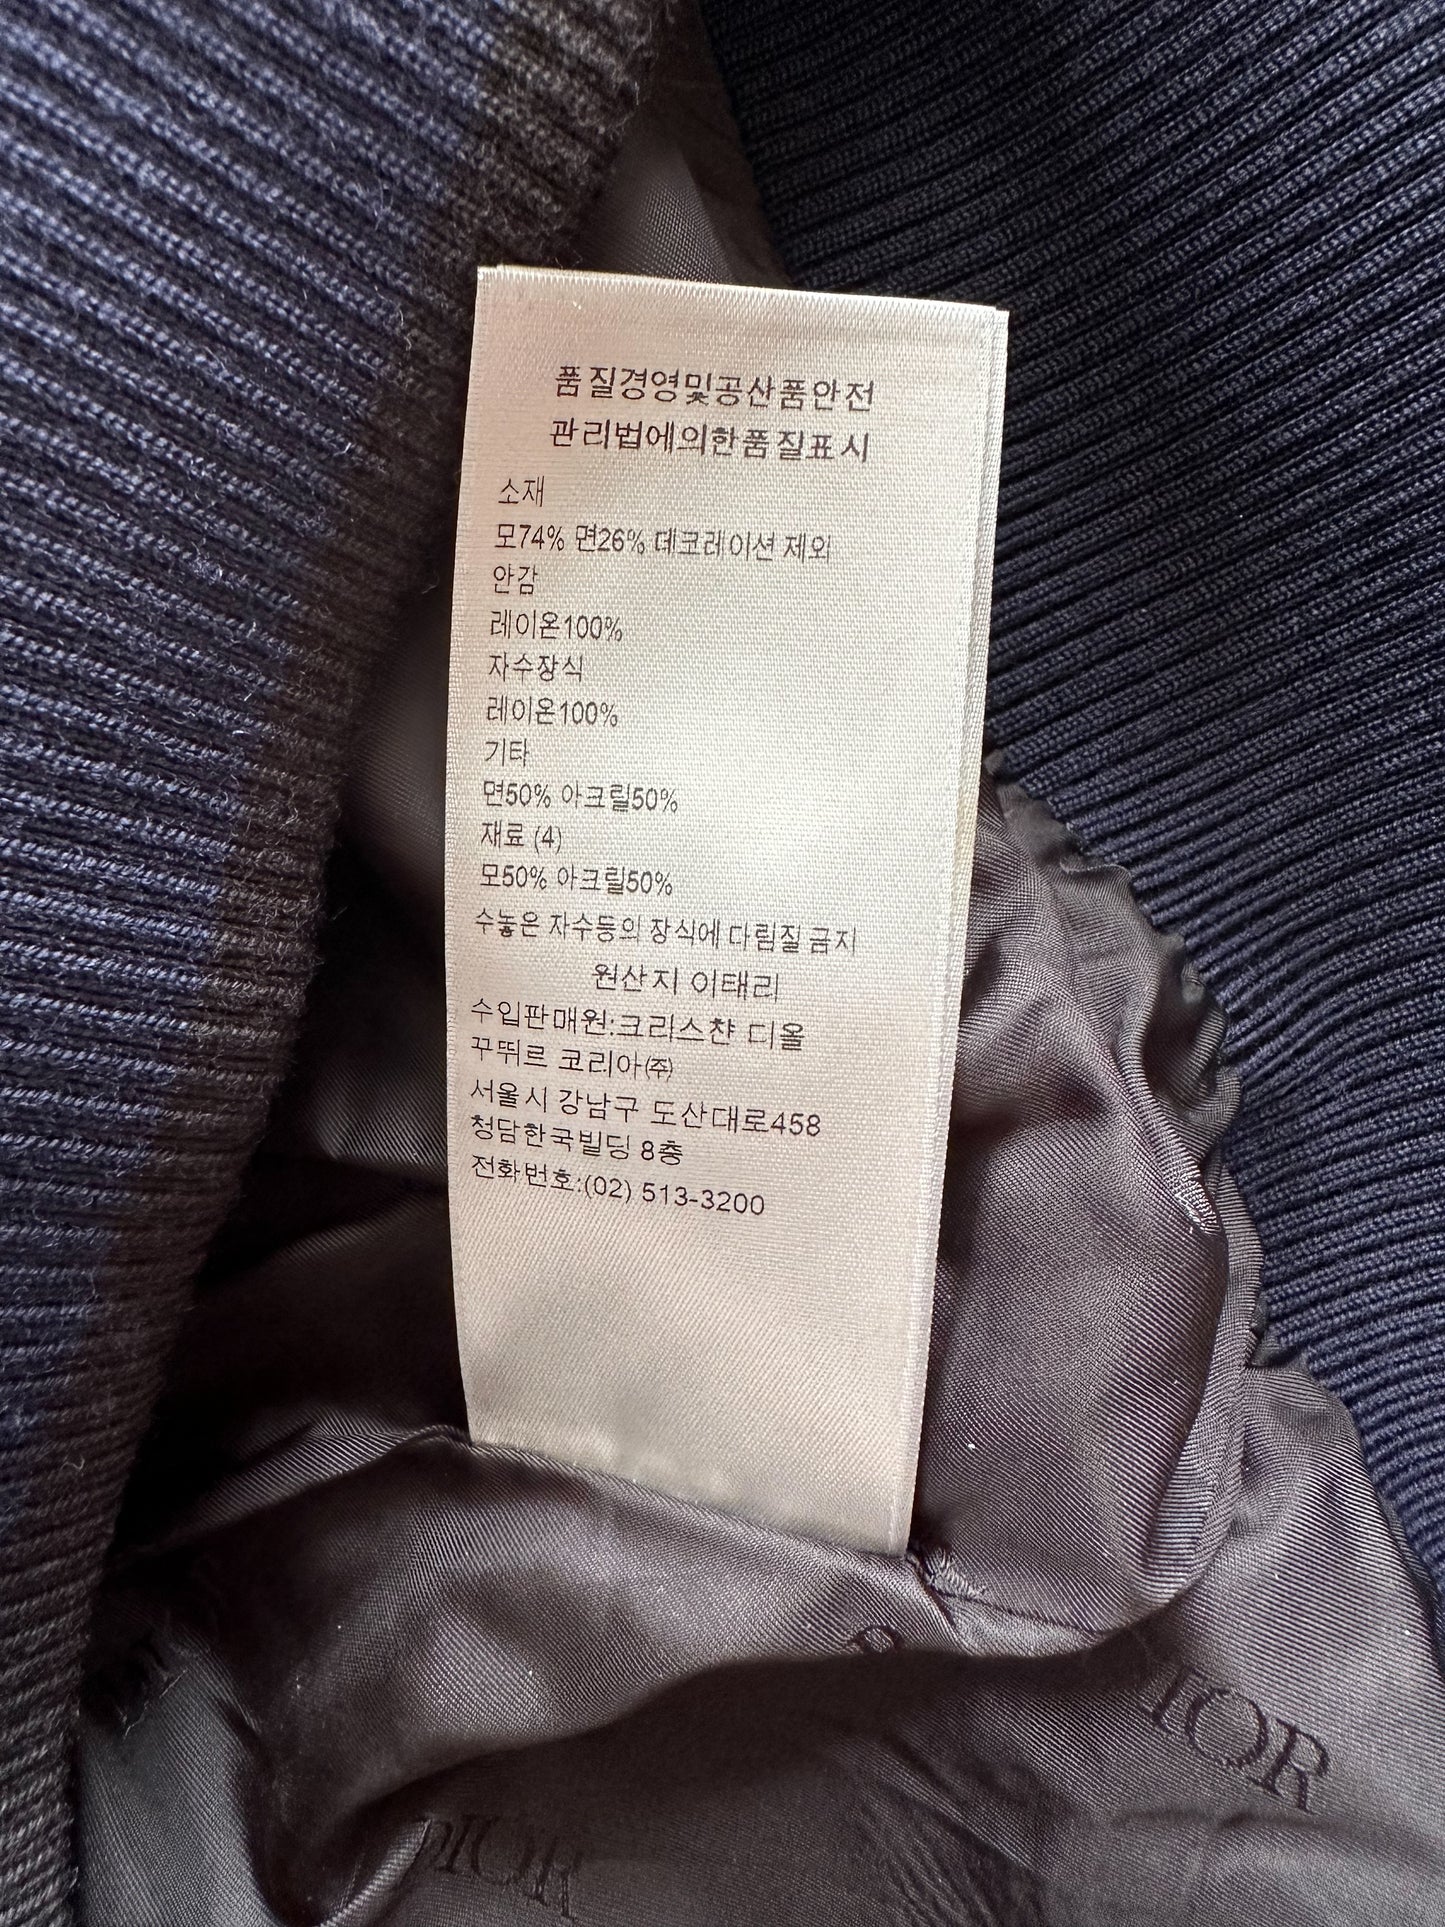 품질경영및공산품안전
관리법에의한품질표시
소재
모74% 면26% 데코레이션 제외
안감
레이온100%
자수장식
레이온100%
기타
면50% 아크릴50%
재료 (4)
모50% 아크릴50%
수놓은 자수등의 장식에 다림질 금지
원산지 이태리
수입판매원:크리스챤 디올
꾸뛰르 코리아㈜
서울시 강남구 도산대로458
청담한국빌딩 8층
전화번호:(02) 513-3200
DIOR
DIOR